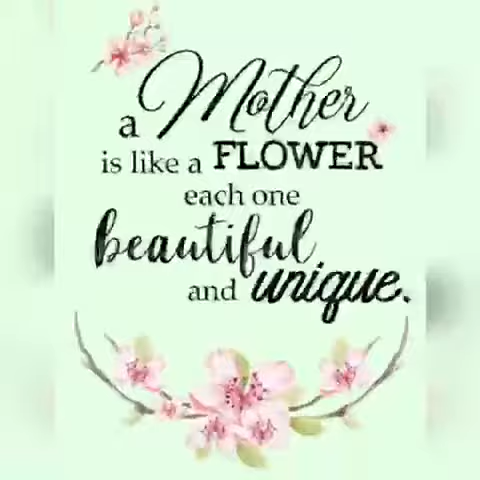 a Mother
is like a FLOWER
each one
beautiful
and unique.